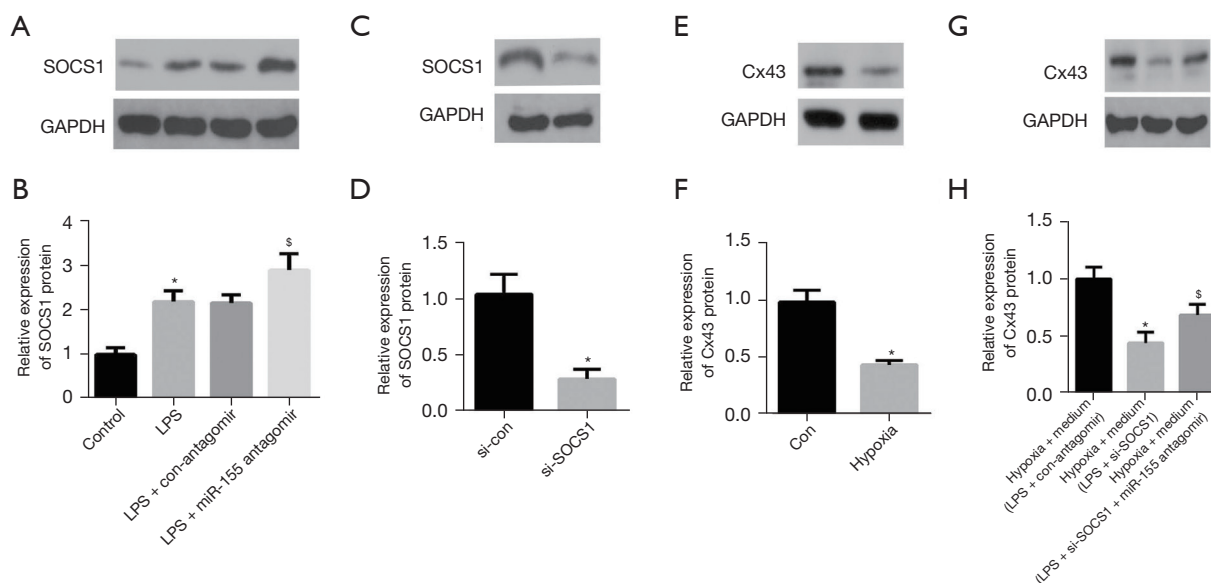 A
SOCS1
GAPDH
B
Relative expression
of SOCS1 protein
4
3
2
1
0
*
$
Control
LPS
LPS + con-antagomir
LPS + miR-155 antagomir
C
SOCS1
GAPDH
D
Relative expression
of SOCS1 protein
1.5
1.0
0.5
0.0
*
si-con
si-SOCS1
E
Cx43
GAPDH
F
Relative expression
of Cx43 protein
1.5
1.0
0.5
0.0
*
Con
Hypoxia
G
Cx43
GAPDH
H
Relative expression
of Cx43 protein
1.5
1.0
0.5
0.0
*
$
Hypoxia + medium
(LPS + con-antagomir)
Hypoxia + medium
(LPS + si-SOCS1)
Hypoxia + medium
(LPS + si-SOCS1 + miR-155 antagomir)